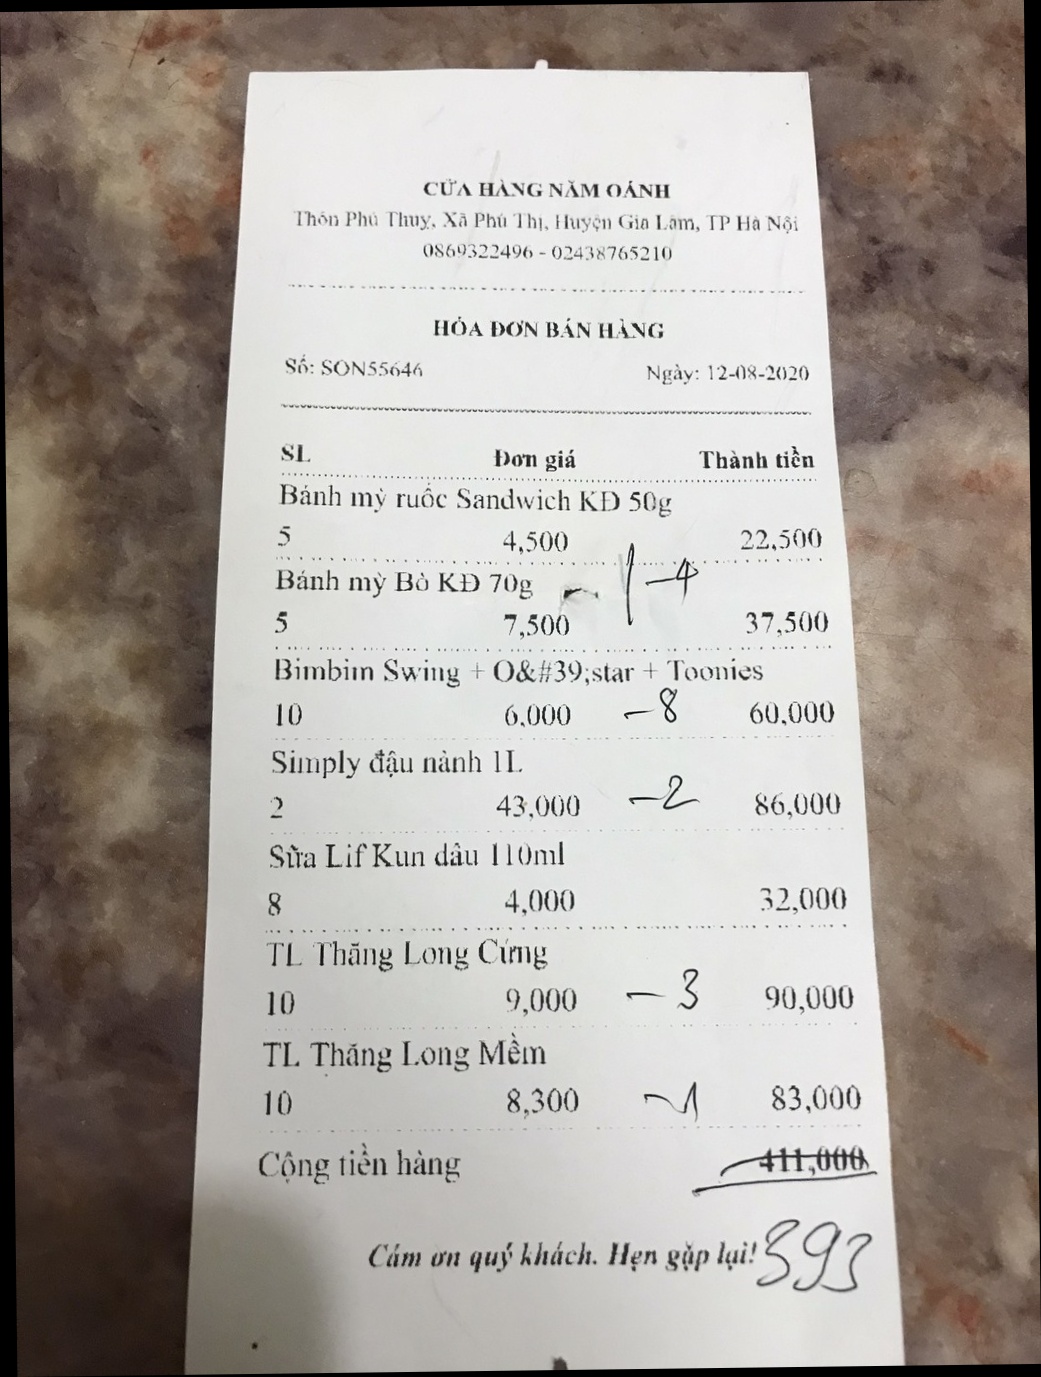 CỬA HÀNG NĂM OÁNH
Thôn Phú Thuỵ, Xã Phú Thị, Huyện Gia Lâm, TP Hà Nội
0869322496 - 02438765210
HÓA ĐƠN BÁN HÀNG
Số: SON55646 Ngày: 12-08-2020
SL Đơn giá Thành tiền
Bánh mỳ ruốc Sandwich KĐ 50g
5 4,500 22,500
Bánh mỳ Bò KĐ 70g -4
5 7,500 37,500
Bimbim Swing + O&#39;star + Toonies
10 6,000 -8 60,000
Simply đậu nành 1L
2 43,000 -2 86,000
Sữa Lif Kun dâu 110ml
8 4,000 32,000
TL Thăng Long Cứng
10 9,000 -3 90,000
TL Thăng Long Mềm
10 8,300 -1 83,000
Cộng tiền hàng 411,000
Cám ơn quý khách. Hẹn gặp lại! 393